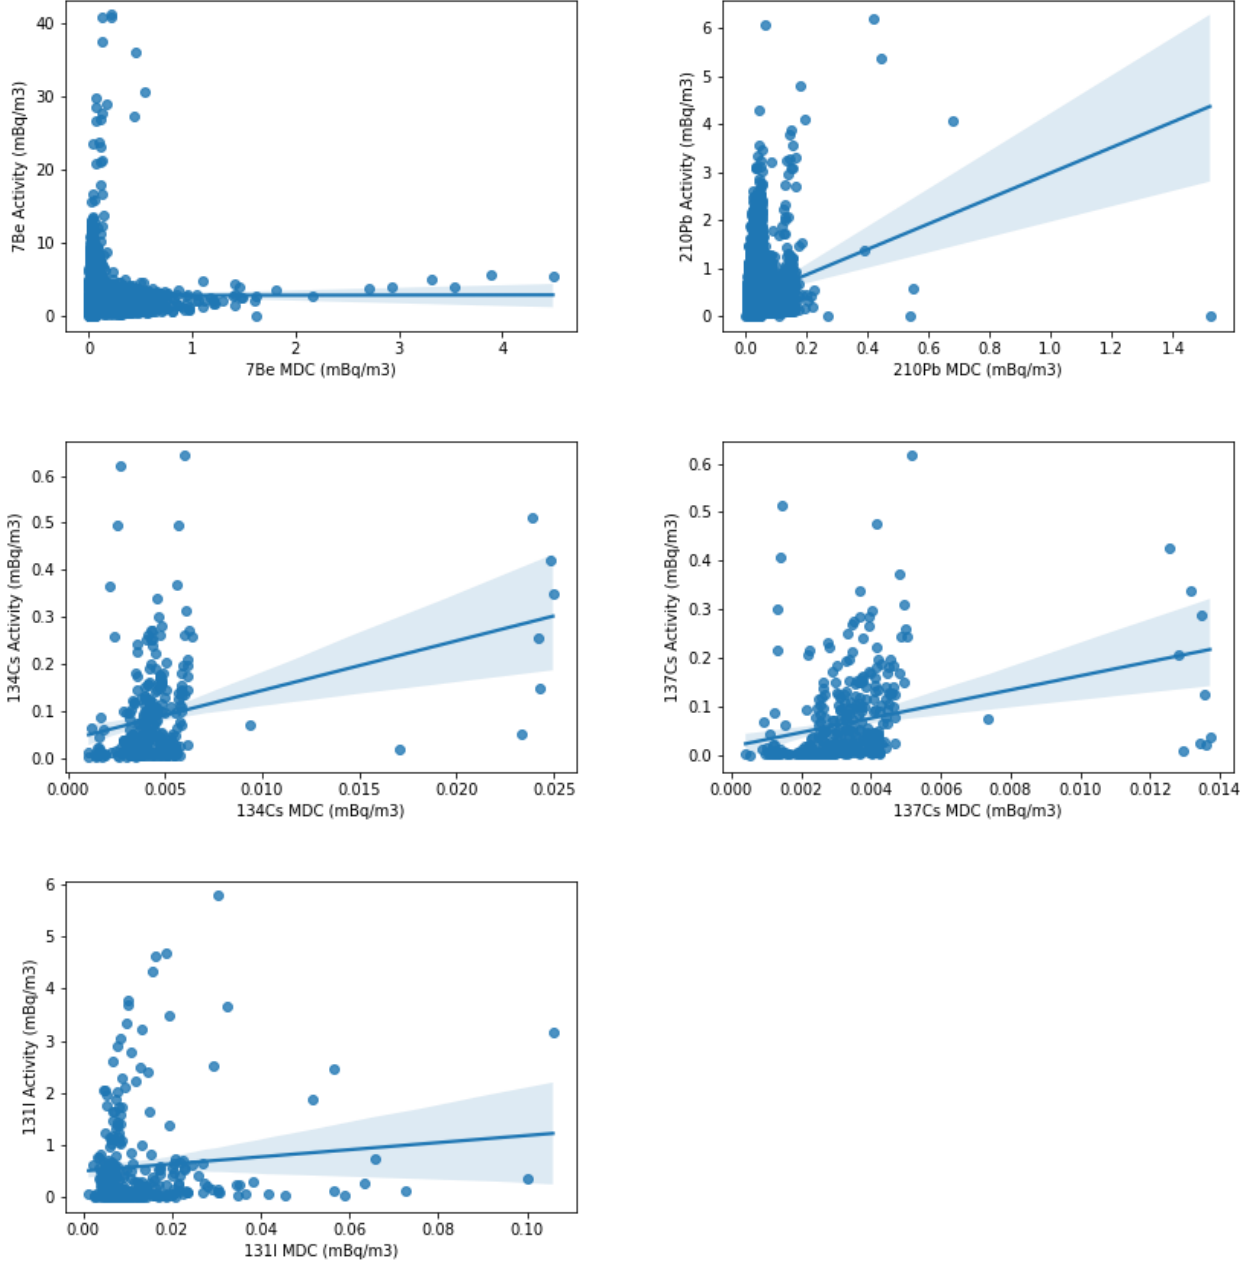 40
30
20
10
0
7Be Activity (mBq/m3)
0 1 2 3 4
7Be MDC (mBq/m3)
6
5
4
3
2
1
0
210Pb Activity (mBq/m3)
0.0 0.2 0.4 0.6 0.8 1.0 1.2 1.4
210Pb MDC (mBq/m3)
0.6
0.5
0.4
0.3
0.2
0.1
0.0
134Cs Activity (mBq/m3)
0.000 0.005 0.010 0.015 0.020 0.025
134Cs MDC (mBq/m3)
0.6
0.5
0.4
0.3
0.2
0.1
0.0
137Cs Activity (mBq/m3)
0.000 0.002 0.004 0.006 0.008 0.010 0.012 0.014
137Cs MDC (mBq/m3)
6
5
4
3
2
1
0
131I Activity (mBq/m3)
0.00 0.02 0.04 0.06 0.08 0.10
131I MDC (mBq/m3)